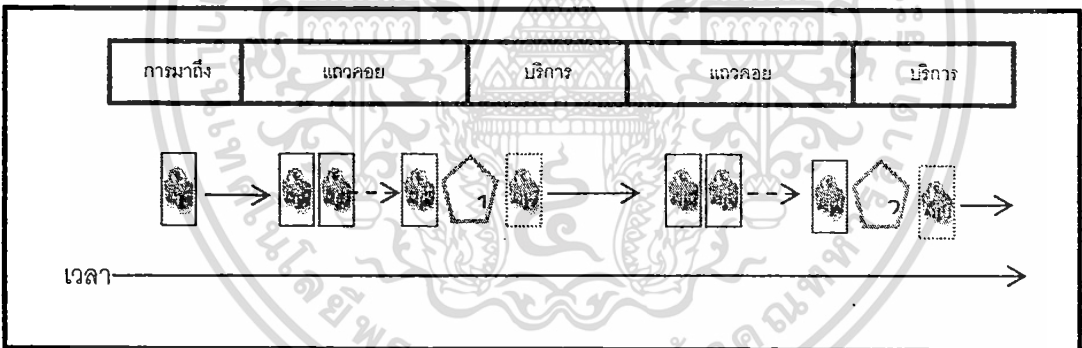 การมาถึง แถวคอย บริการ แถวคอย บริการ
1 2
เวลา